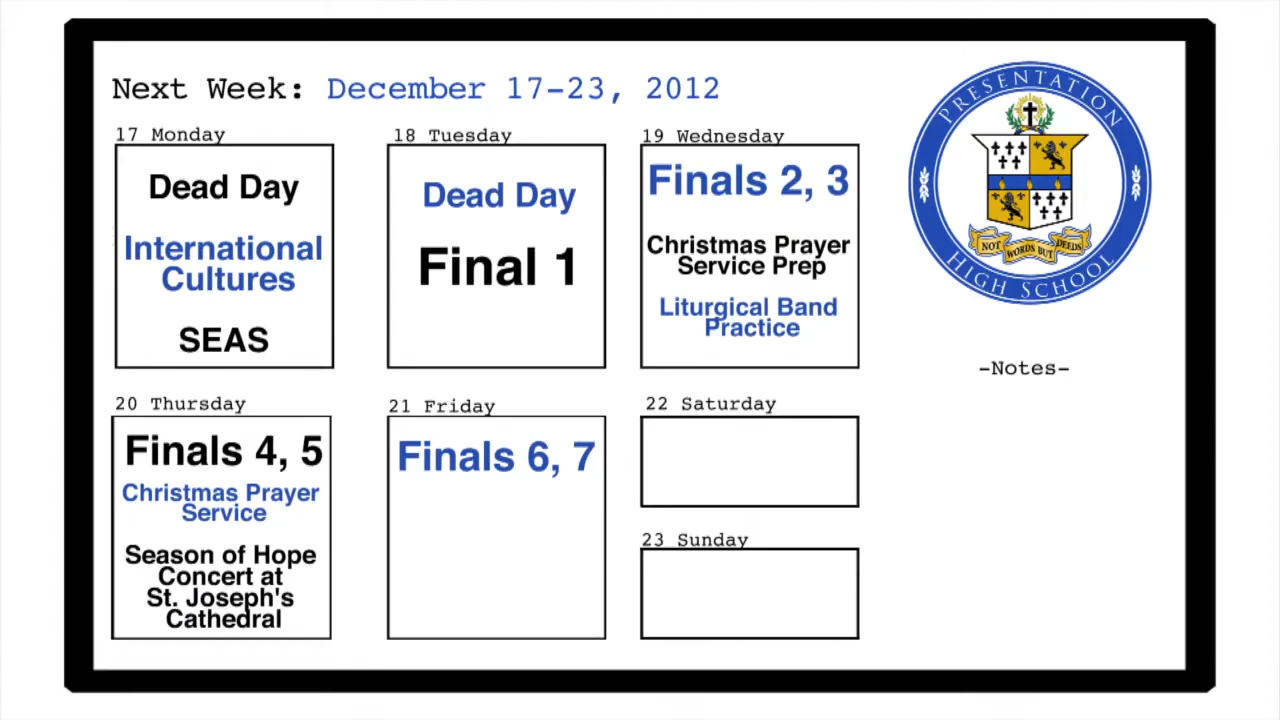 Next Week: December 17-23, 2012
17 Monday
Dead Day
International
Cultures
SEAS
18 Tuesday
Dead Day
Final 1
19 Wednesday
Finals 2, 3
Christmas Prayer
Service Prep
Liturgical Band
Practice
PRESENTATION
HIGH SCHOOL
NOT WORDS BUT DEEDS
-Notes-
20 Thursday
Finals 4, 5
Christmas Prayer
Service
Season of Hope
Concert at
St. Joseph's
Cathedral
21 Friday
Finals 6, 7
22 Saturday
23 Sunday